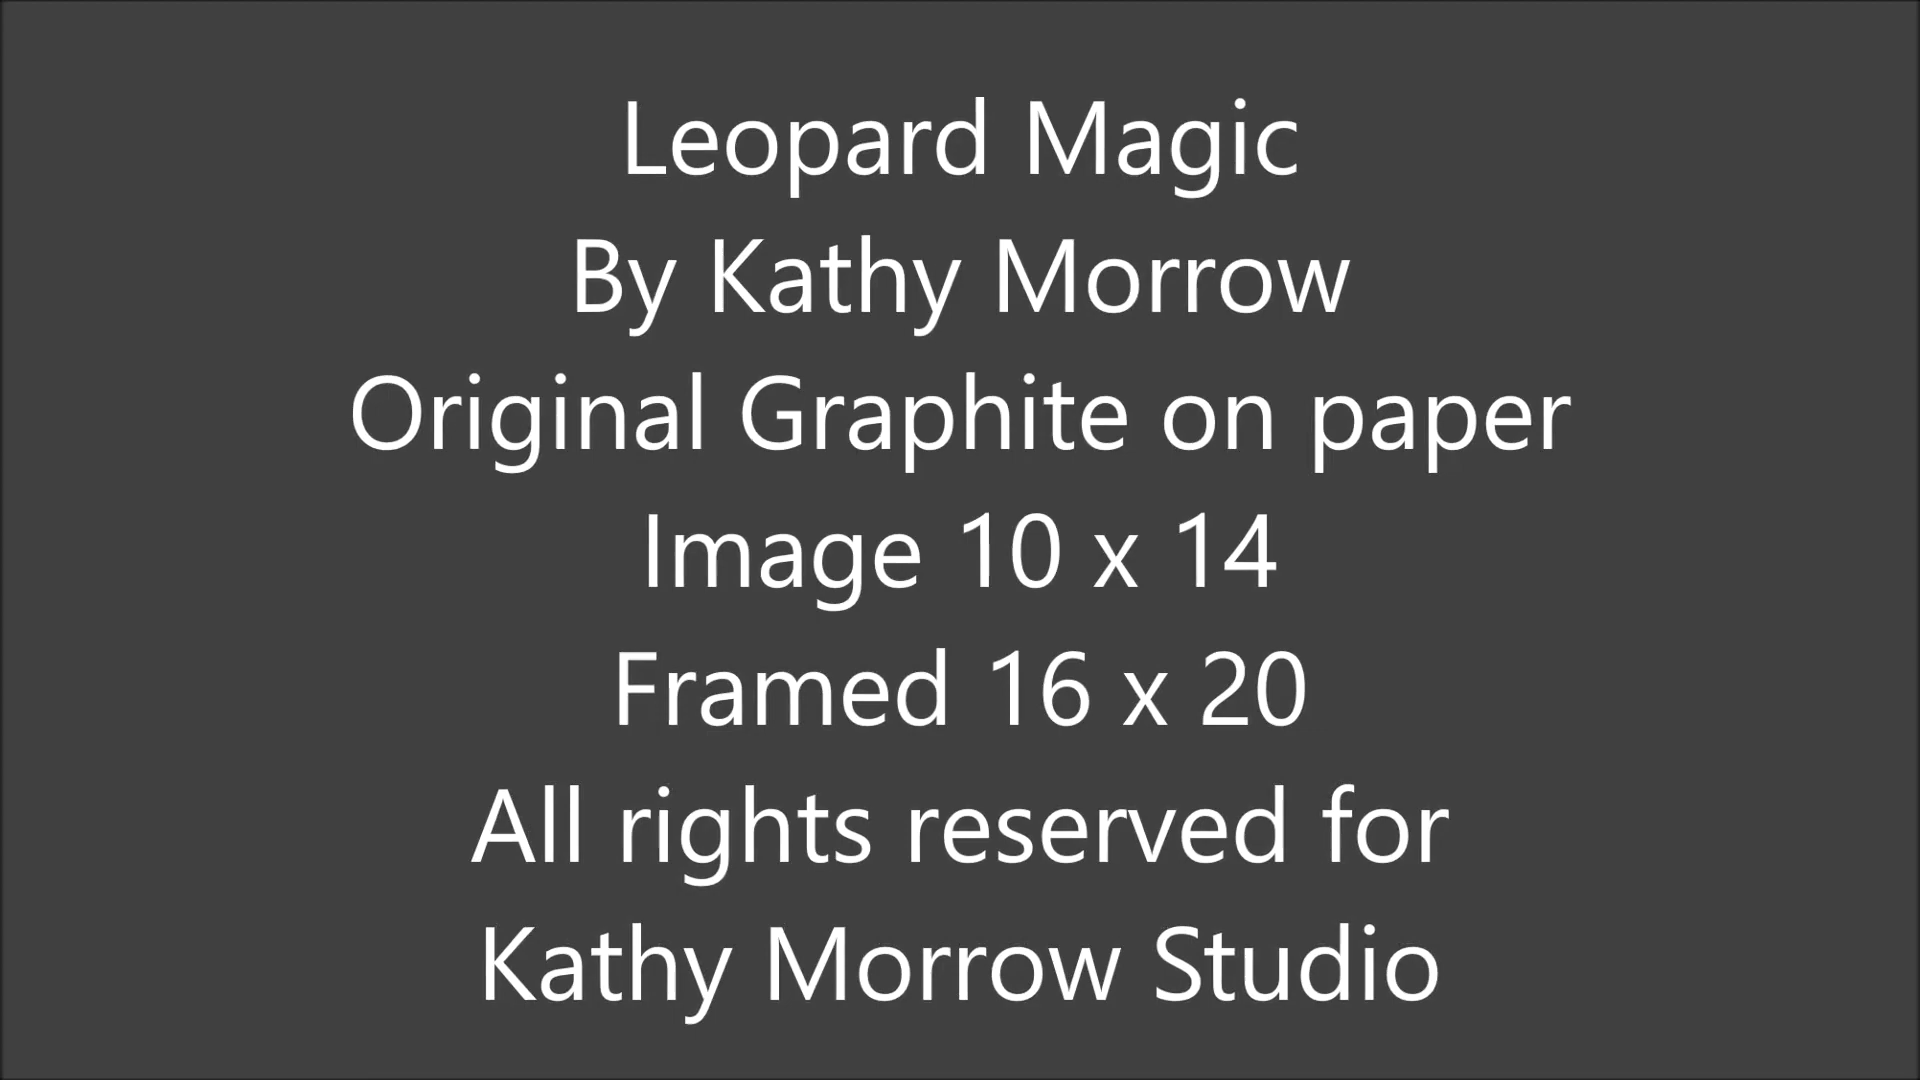 Leopard Magic
By Kathy Morrow
Original Graphite on paper
Image 10 x 14
Framed 16 x 20
All rights reserved for
Kathy Morrow Studio